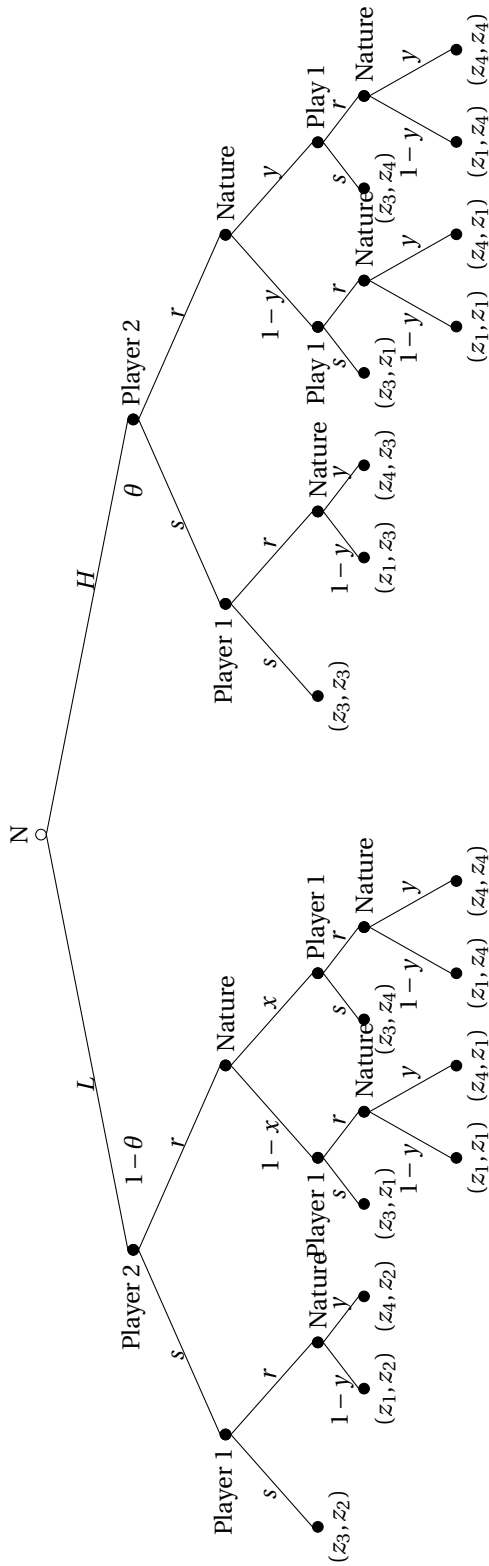 N
L H
Player 2 1 − θ θ Player 2
s r s r
Player 1 Nature Player 1 Nature
s r 1 − x x s r 1 − y y
Nature Player 1 Player 1 Nature Play 1 Play 1
(z₃, z₂) (z₃, z₃)
1 − y y s r s r 1 − y y s r s r
Nature Nature Nature Nature
(z₁, z₂) (z₄, z₂) (z₃, z₁) (z₃, z₄) (z₁, z₃) (z₄, z₃) (z₃, z₁) (z₃, z₄)
1 − y y 1 − y y 1 − y y 1 − y y
(z₁, z₁) (z₄, z₁) (z₁, z₄) (z₄, z₄) (z₁, z₁) (z₄, z₁) (z₁, z₄) (z₄, z₄)